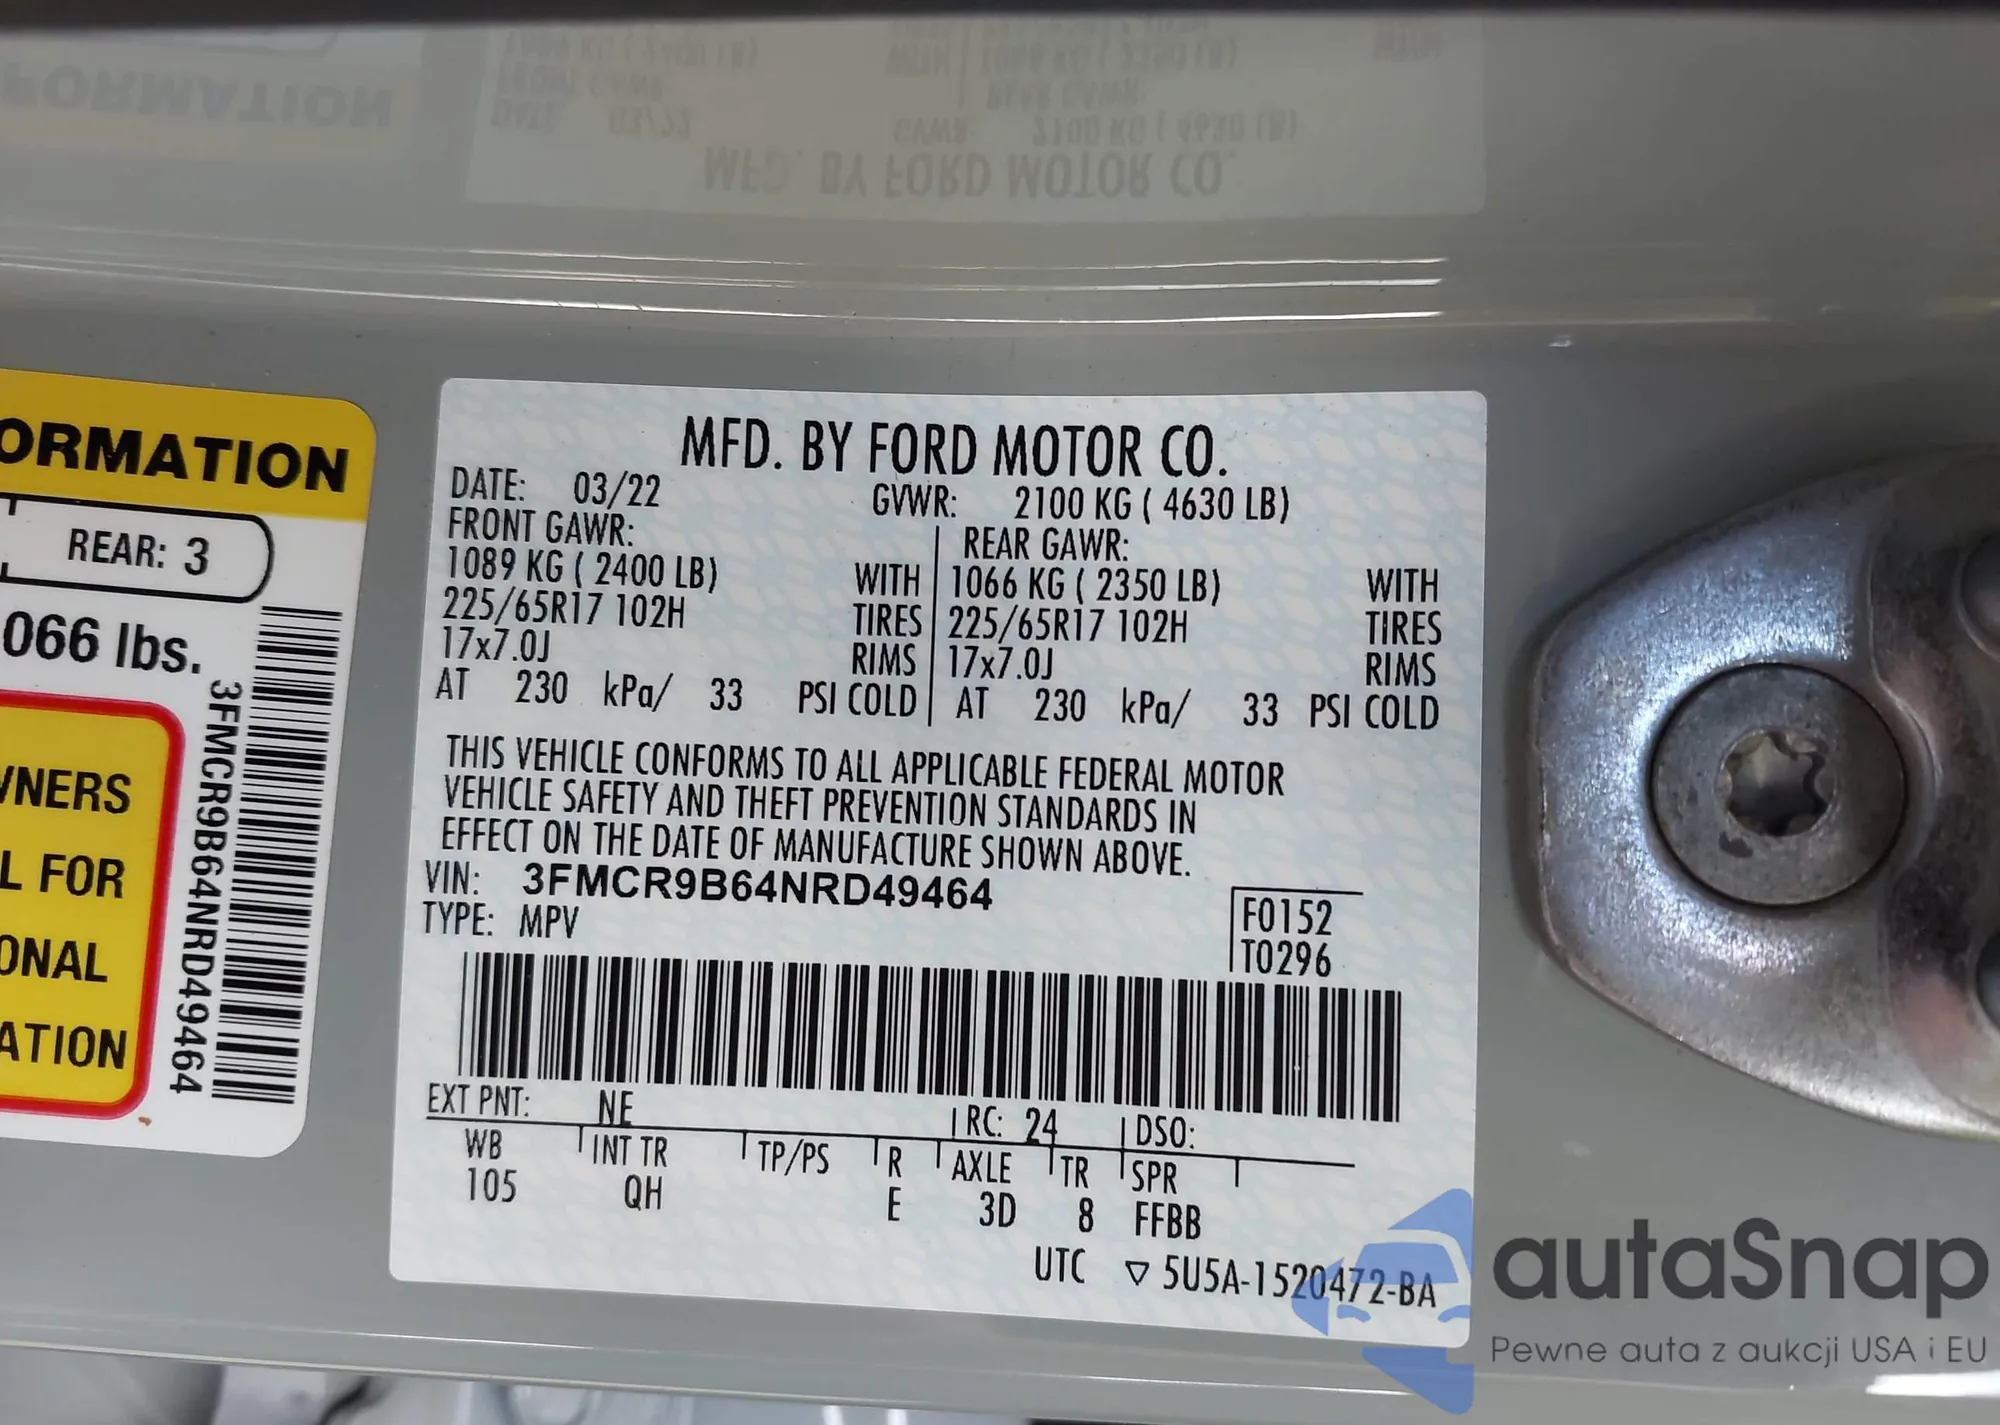 MFD. BY FORD MOTOR CO.
DATE: 03/22 GVWR: 2100 KG ( 4630 LB)
FRONT GAWR: REAR GAWR:
1089 KG ( 2400 LB) WITH 1066 KG ( 2350 LB) WITH
225/65R17 102H TIRES 225/65R17 102H TIRES
17x7.0J RIMS 17x7.0J RIMS
AT 230 kPa/ 33 PSI COLD AT 230 kPa/ 33 PSI COLD
THIS VEHICLE CONFORMS TO ALL APPLICABLE FEDERAL MOTOR
VEHICLE SAFETY AND THEFT PREVENTION STANDARDS IN
EFFECT ON THE DATE OF MANUFACTURE SHOWN ABOVE.
VIN: 3FMCR9B64NRD49464
TYPE: MPV
F0152
T0296
EXT PNT: NE RC: 24 DSO:
WB INT TR TP/PS R AXLE TR SPR
105 QH E 3D 8 FFBB
UTC ▽ 5U5A-1520472-BA
ORMATION
REAR: 3
066 lbs.
3FMCR9B64NRD49464
WNERS
L FOR
ONAL
ATION
autaSnap
Pewne auta z aukcji USA i EU